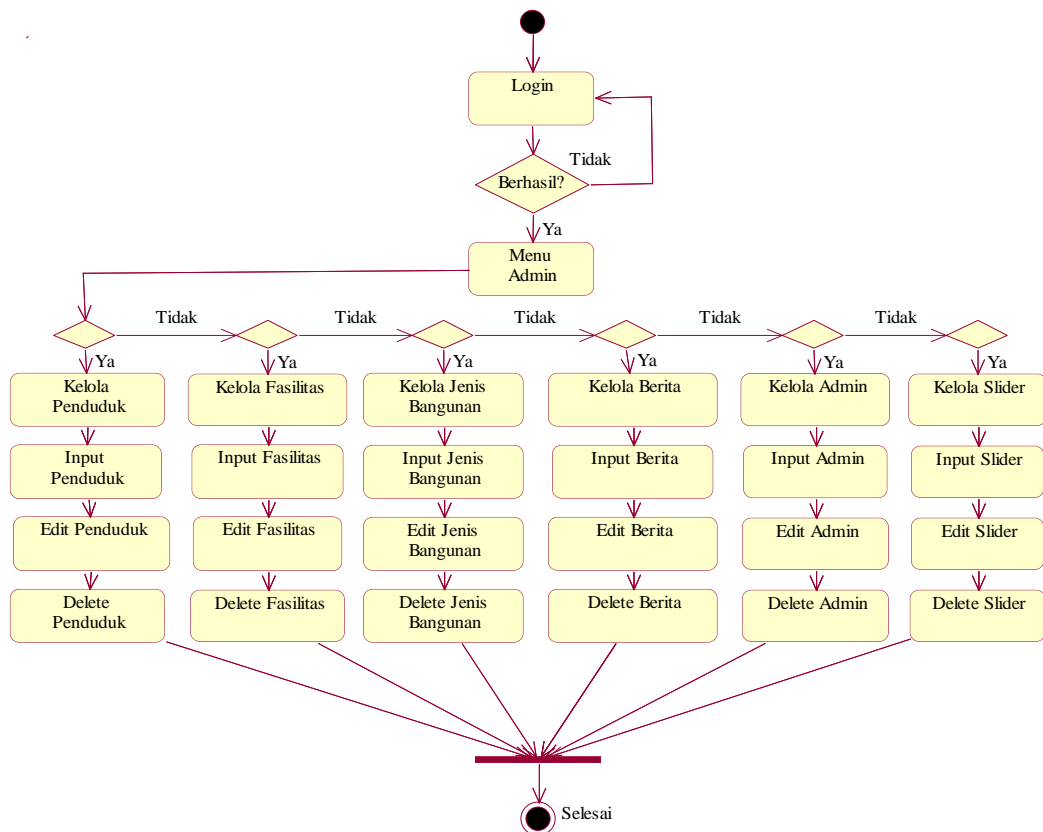 Login
Tidak
Berhasil?
Ya
Menu
Admin
Tidak
Tidak
Tidak
Tidak
Tidak
Ya
Ya
Ya
Ya
Ya
Ya
Kelola
Penduduk
Kelola Fasilitas
Kelola Jenis
Bangunan
Kelola Berita
Kelola Admin
Kelola Slider
Input
Penduduk
Input Fasilitas
Input Jenis
Bangunan
Input Berita
Input Admin
Input Slider
Edit Penduduk
Edit Fasilitas
Edit Jenis
Bangunan
Edit Berita
Edit Admin
Edit Slider
Delete
Penduduk
Delete Fasilitas
Delete Jenis
Bangunan
Delete Berita
Delete Admin
Delete Slider
Selesai